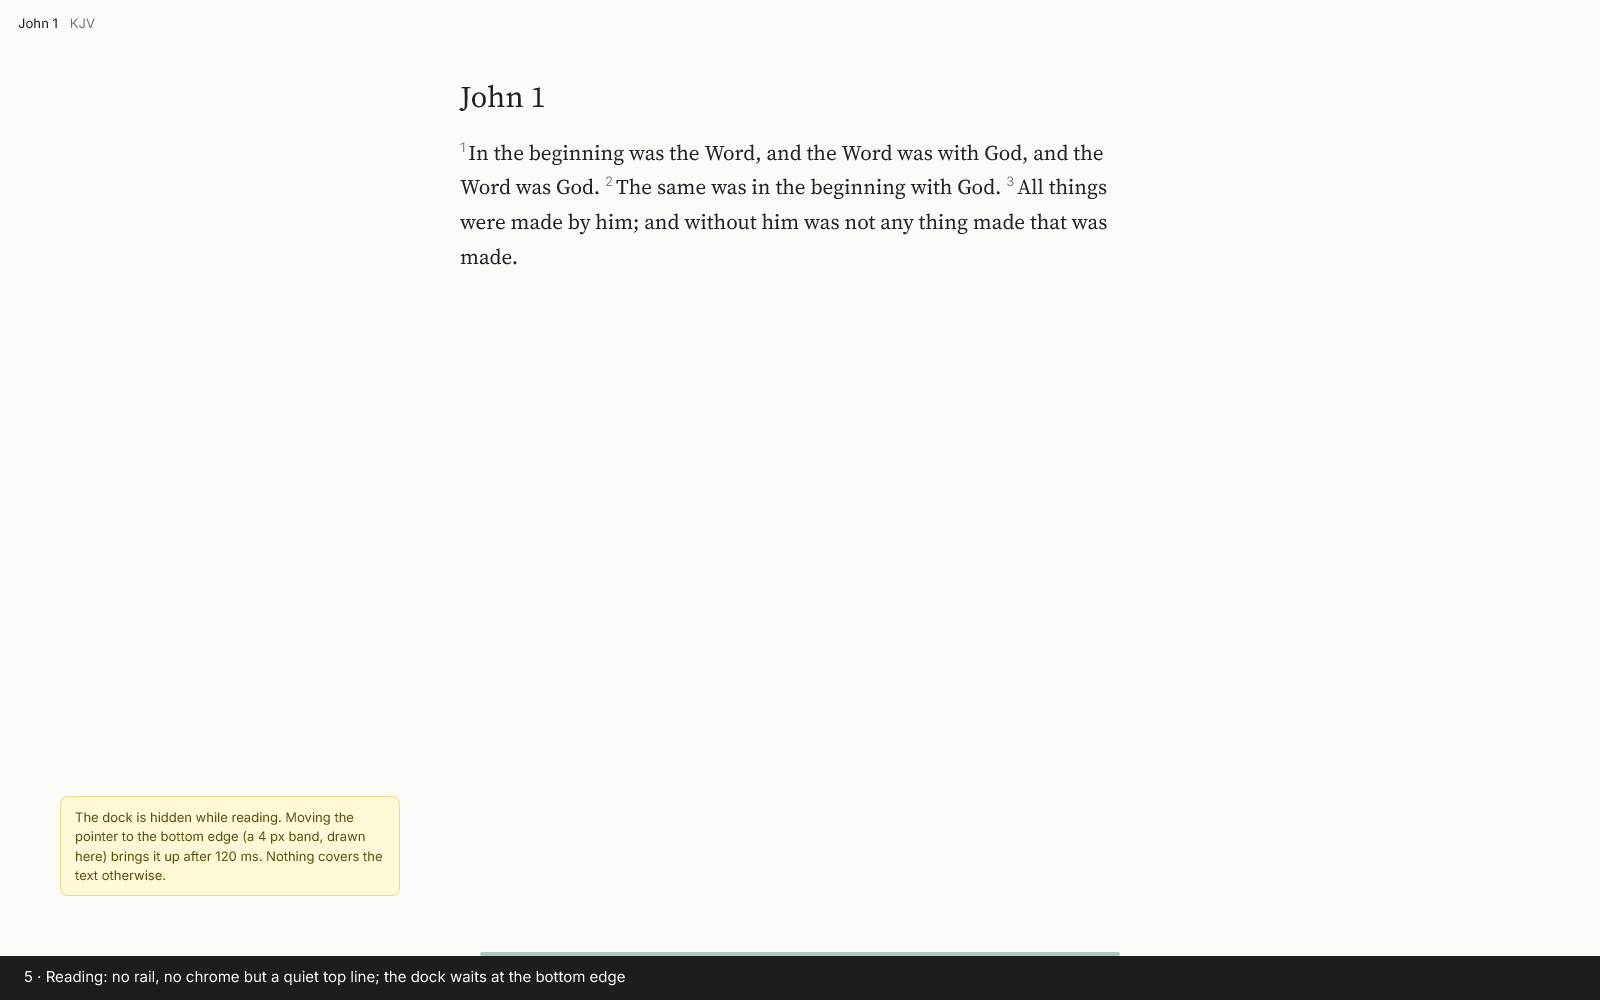 John 1 KJV
John 1
1 In the beginning was the Word, and the Word was with God, and the
Word was God. 2 The same was in the beginning with God. 3 All things
were made by him; and without him was not any thing made that was
made.
The dock is hidden while reading. Moving the
pointer to the bottom edge (a 4 px band, drawn
here) brings it up after 120 ms. Nothing covers the
text otherwise.
5 · Reading: no rail, no chrome but a quiet top line; the dock waits at the bottom edge